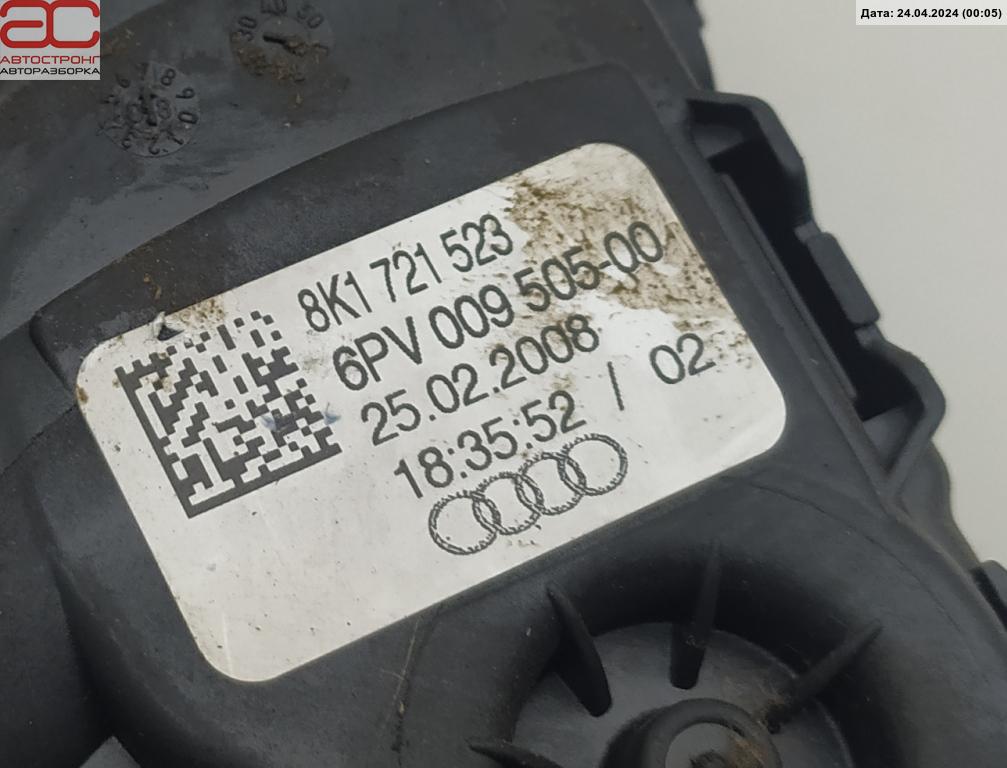 ac
АВТОСТРОНГ
АВТОРАЗБОРКА
Дата: 24.04.2024 (00:05)
8K1 721 523
6PV 009 505-00
25.02.2008
18:35:52 / 02